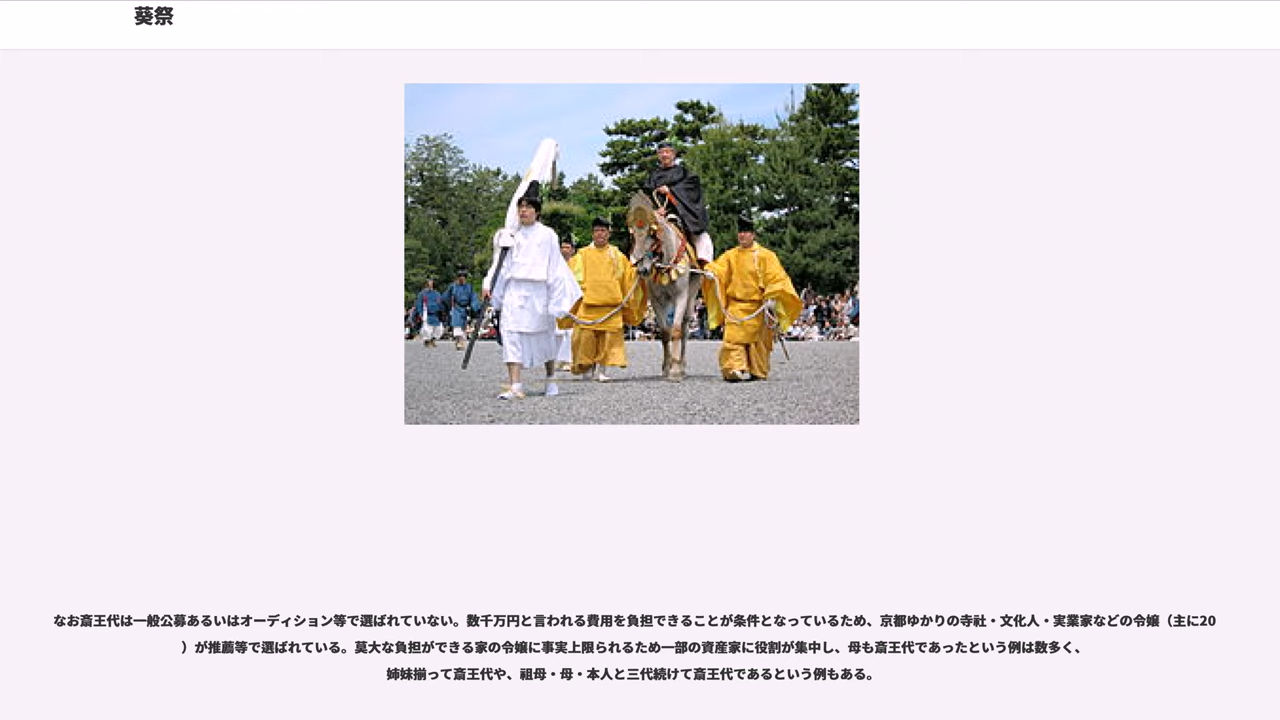 葵祭
なお斎王代は一般公募あるいはオーディション等で選ばれていない。数千万円と言われる費用を負担できることが条件となっているため、京都ゆかりの寺社・文化人・実業家などの令嬢（主に20
）が推薦等で選ばれている。莫大な負担ができる家の令嬢に事実上限られるため一部の資産家に役割が集中し、母も斎王代であったという例は数多く、
姉妹揃って斎王代や、祖母・母・本人と三代続けて斎王代であるという例もある。